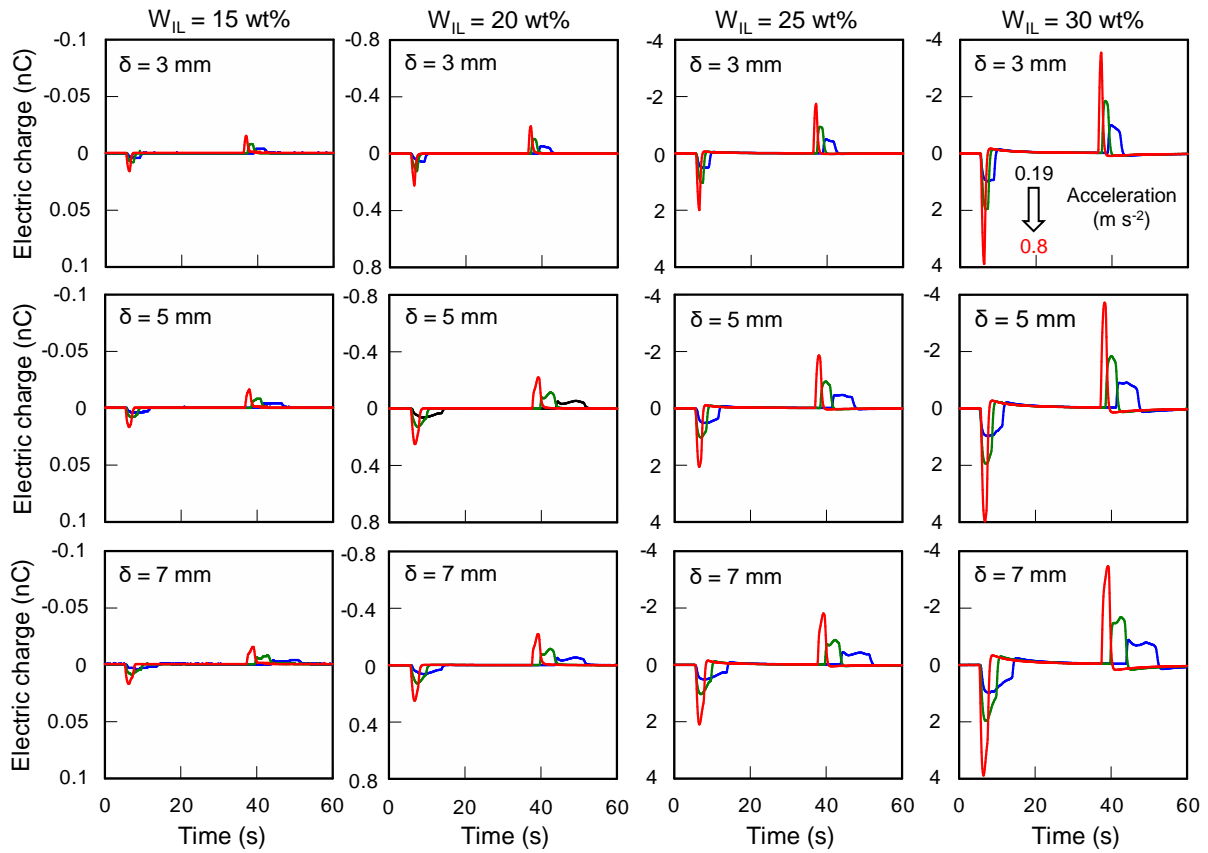 W_IL = 15 wt%
W_IL = 20 wt%
W_IL = 25 wt%
W_IL = 30 wt%
Electric charge (nC)
-0.1
-0.05
0
0.05
0.1
δ = 3 mm
-0.8
-0.4
0
0.4
0.8
δ = 3 mm
-4
-2
0
2
4
δ = 3 mm
-4
-2
0
2
4
δ = 3 mm
0.19
Acceleration
(m s-2)
0.8
Electric charge (nC)
-0.1
-0.05
0
0.05
0.1
δ = 5 mm
-0.8
-0.4
0
0.4
0.8
δ = 5 mm
-4
-2
0
2
4
δ = 5 mm
-4
-2
0
2
4
δ = 5 mm
Electric charge (nC)
-0.1
-0.05
0
0.05
0.1
δ = 7 mm
-0.8
-0.4
0
0.4
0.8
δ = 7 mm
-4
-2
0
2
4
δ = 7 mm
-4
-2
0
2
4
δ = 7 mm
0 20 40 60
0 20 40 60
0 20 40 60
0 20 40 60
Time (s)
Time (s)
Time (s)
Time (s)